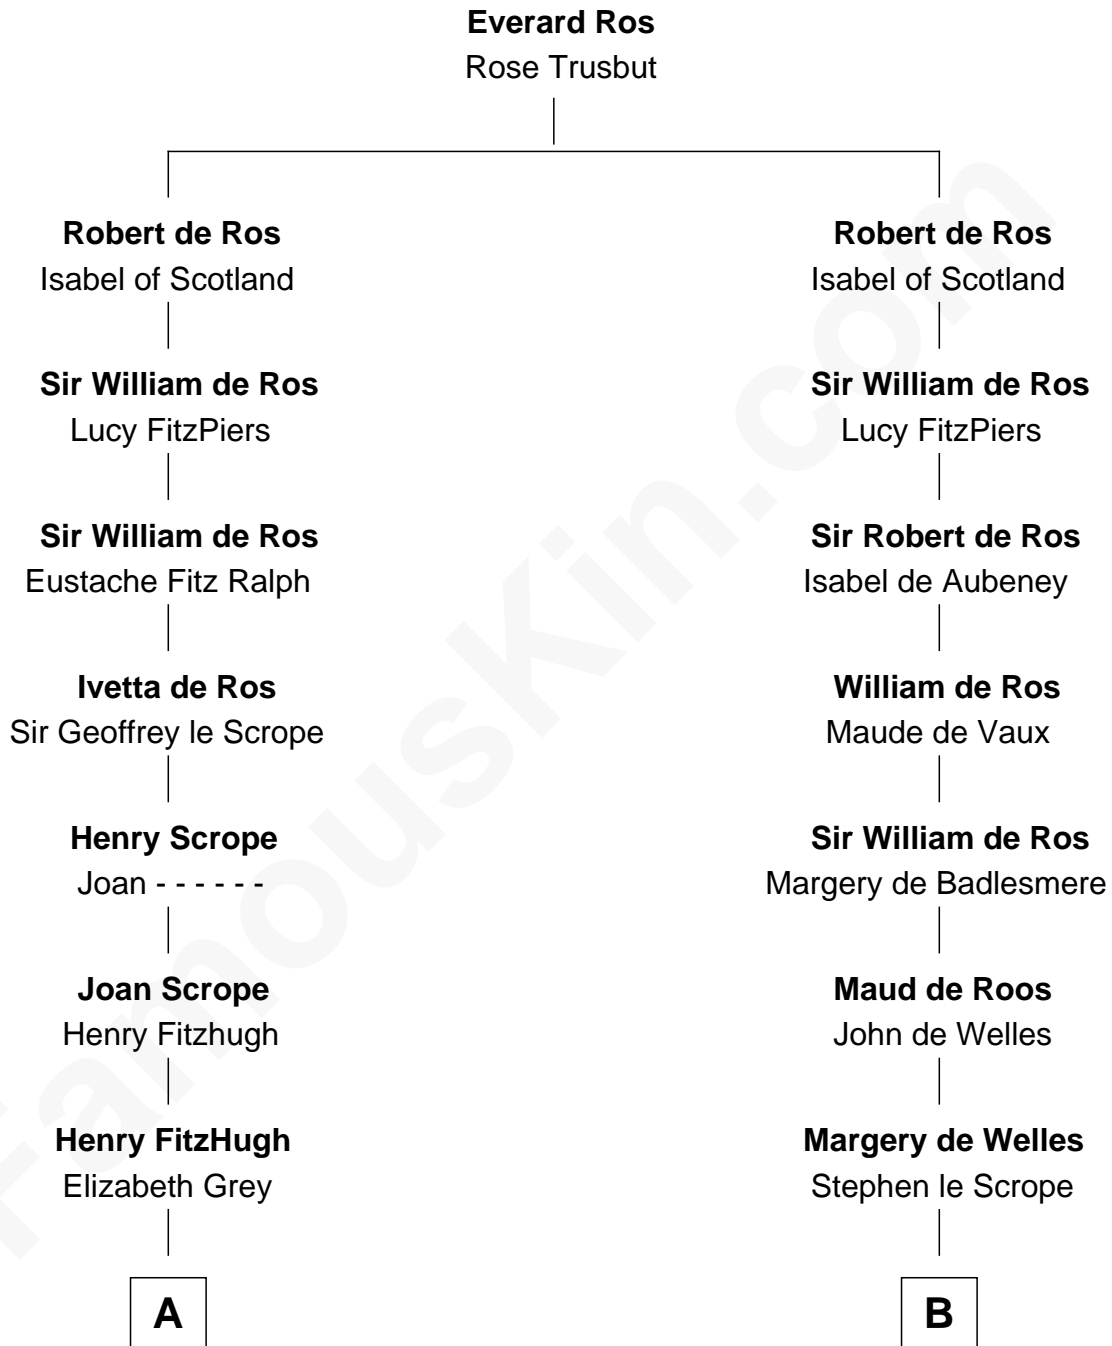 Everard Ros
Rose Trusbut
Robert de Ros
Isabel of Scotland
Sir William de Ros
Lucy FitzPiers
Sir William de Ros
Eustache Fitz Ralph
Ivetta de Ros
Sir Geoffrey le Scrope
Henry Scrope
Joan - - - - - -
Joan Scrope
Henry Fitzhugh
Henry FitzHugh
Elizabeth Grey
A
Robert de Ros
Isabel of Scotland
Sir William de Ros
Lucy FitzPiers
Sir Robert de Ros
Isabel de Aubeney
William de Ros
Maude de Vaux
Sir William de Ros
Margery de Badlesmere
Maud de Roos
John de Welles
Margery de Welles
Stephen le Scrope
B
FamousKin.com